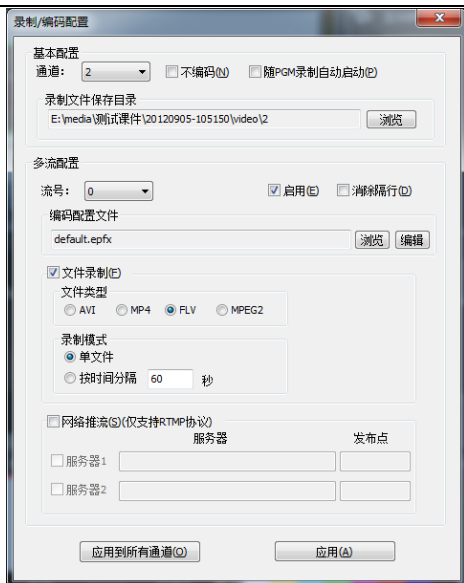 录制/编码配置
基本配置
通道: 2 不编码(N) 随PGM录制自动启动(P)
录制文件保存目录
E:\media\测试课件\20120905-105150\video\2 浏览
多流配置
流号: 0 启用(E) 消除隔行(D)
编码配置文件
default.epfx 浏览 编辑
文件录制(F)
文件类型
AVI MP4 FLV MPEG2
录制模式
单文件
按时间分隔 60 秒
网络推流(S)(仅支持RTMP协议)
服务器 发布点
服务器1
服务器2
应用到所有通道(O) 应用(A)